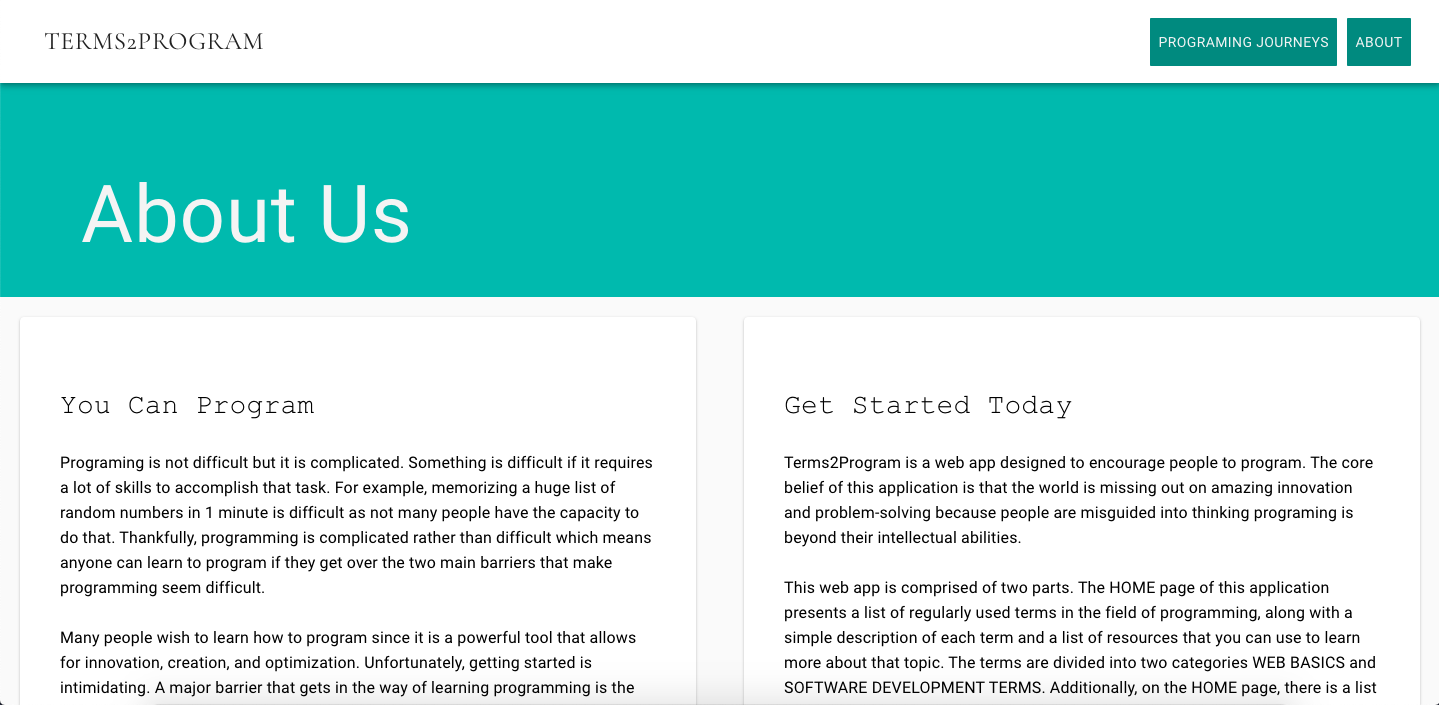 TERMS2PROGRAM
PROGRAMING JOURNEYS
ABOUT
About Us
You Can Program
Programing is not difficult but it is complicated. Something is difficult if it requires
a lot of skills to accomplish that task. For example, memorizing a huge list of
random numbers in 1 minute is difficult as not many people have the capacity to
do that. Thankfully, programming is complicated rather than difficult which means
anyone can learn to program if they get over the two main barriers that make
programming seem difficult.
Many people wish to learn how to program since it is a powerful tool that allows
for innovation, creation, and optimization. Unfortunately, getting started is
intimidating. A major barrier that gets in the way of learning programming is the
Get Started Today
Terms2Program is a web app designed to encourage people to program. The core
belief of this application is that the world is missing out on amazing innovation
and problem-solving because people are misguided into thinking programing is
beyond their intellectual abilities.
This web app is comprised of two parts. The HOME page of this application
presents a list of regularly used terms in the field of programming, along with a
simple description of each term and a list of resources that you can use to learn
more about that topic. The terms are divided into two categories WEB BASICS and
SOFTWARE DEVELOPMENT TERMS. Additionally, on the HOME page, there is a list